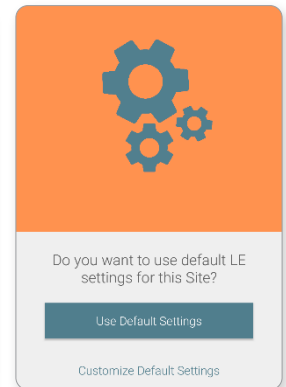 Do you want to use default LE
settings for this Site?
Use Default Settings
Customize Default Settings